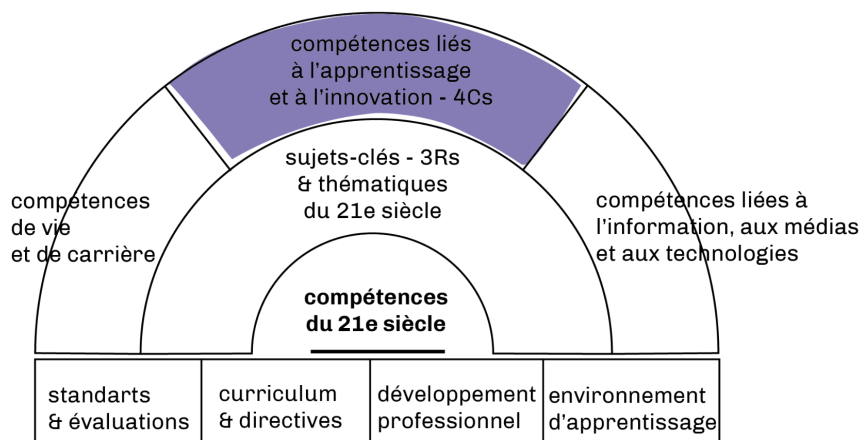 compétences liés
à l'apprentissage
et à l'innovation - 4Cs
sujets-clés - 3Rs
& thématiques
du 21e siècle
compétences
de vie
et de carrière
compétences liées à
l'information, aux médias
et aux technologies
compétences
du 21e siècle
standarts
& évaluations
curriculum
& directives
développement
professionnel
environnement
d'apprentissage